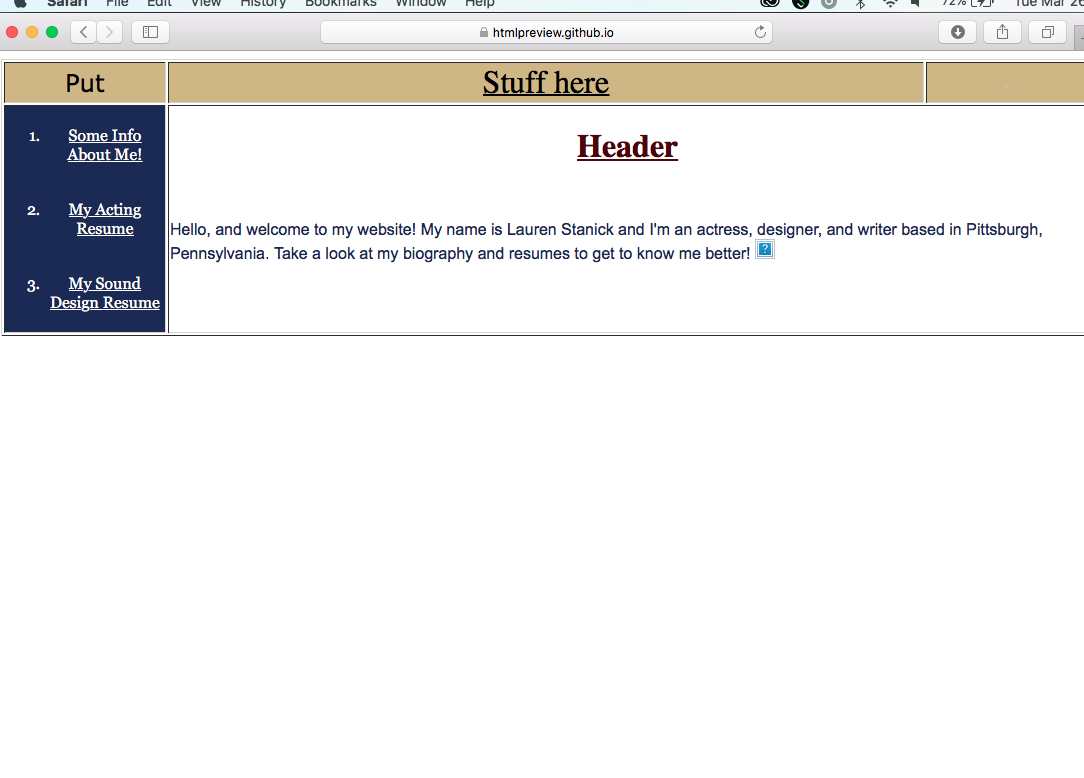 Safari File Edit View History Bookmarks Window Help 72% Tue Mar 26
htmlpreview.github.io
Put Stuff here
Header
1. Some Info
About Me!
2. My Acting
Resume
3. My Sound
Design Resume
Hello, and welcome to my website! My name is Lauren Stanick and I'm an actress, designer, and writer based in Pittsburgh,
Pennsylvania. Take a look at my biography and resumes to get to know me better!